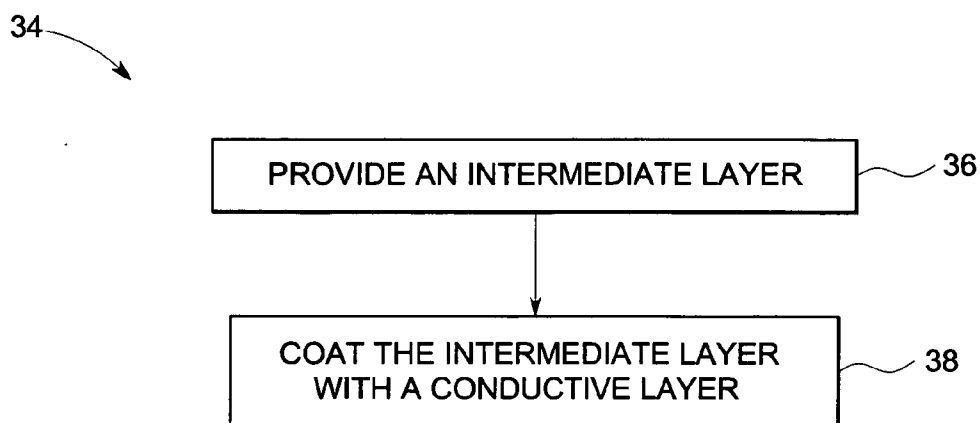 34
PROVIDE AN INTERMEDIATE LAYER
36
COAT THE INTERMEDIATE LAYER
WITH A CONDUCTIVE LAYER
38